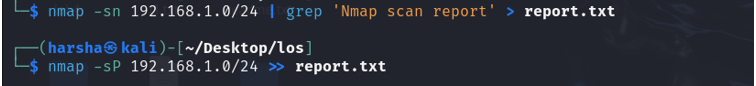 └─$ nmap -sn 192.168.1.0/24 | grep 'Nmap scan report' > report.txt
┌──(harsha㉿kali)-[~/Desktop/los]
└─$ nmap -sP 192.168.1.0/24 >> report.txt